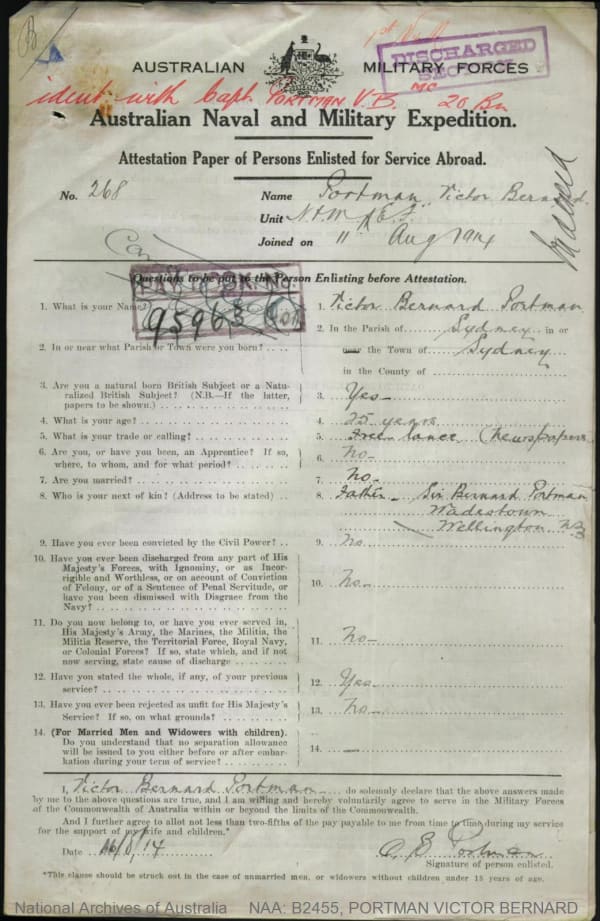 1st N.M
DISCHARGED
AUSTRALIAN MILITARY FORCES
ident with Capt. PORTMAN V.B. MC 20 Bn
Australian Naval and Military Expedition.
Attestation Paper of Persons Enlisted for Service Abroad.
No. 268 Name Portman, Victor Bernard
Unit N & M. E. F.
Joined on 11th Aug 1914
Questions to be put to the Person Enlisting before Attestation.
95963
1. What is your Name? 1. Victor Bernard Portman
2. In or near what Parish or Town were you born? 2. In the Parish of Sydney in or
near the Town of Sydney
in the County of
3. Are you a natural born British Subject or a Natu-
ralized British Subject? (N.B.—If the latter,
papers to be shown.) 3. Yes—
4. What is your age? 4. 25 years
5. What is your trade or calling? 5. Free lance (Newspapers
6. Are you, or have you been, an Apprentice? If so,
where, to whom, and for what period? 6. No—
7. Are you married? 7. No—
8. Who is your next of kin? (Address to be stated) 8. Father — Sir Bernard Portman
Wadestown
Wellington NZ
9. Have you ever been convicted by the Civil Power? 9. No
10. Have you ever been discharged from any part of His
Majesty's Forces, with Ignominy, or as Incor-
rigible and Worthless, or on account of Conviction
of Felony, or of a Sentence of Penal Servitude, or
have you been dismissed with Disgrace from the
Navy? 10. No—
11. Do you now belong to, or have you ever served in,
His Majesty's Army, the Marines, the Militia, the
Militia Reserve, the Territorial Force, Royal Navy,
or Colonial Forces? If so, state which, and if not
now serving, state cause of discharge 11. No—
12. Have you stated the whole, if any, of your previous
service? 12. Yes—
13. Have you ever been rejected as unfit for His Majesty's
Service? If so, on what grounds? 13. No—
14. (For Married Men and Widowers with children).
Do you understand that no separation allowance
will be issued to you either before or after embar-
kation during your term of service? 14. —
I, Victor Bernard Portman do solemnly declare that the above answers made
by me to the above questions are true, and I am willing and hereby voluntarily agree to serve in the Military Forces
of the Commonwealth of Australia within or beyond the limits of the Commonwealth.
And I further agree to allot not less than two-fifths of the pay payable to me from time to time during my service
for the support of my wife and children.*
Date 16/8/14 Portman
Signature of person enlisted.
*This clause should be struck out in the case of unmarried men, or widowers without children under 18 years of age.
National Archives of Australia NAA: B2455, PORTMAN VICTOR BERNARD